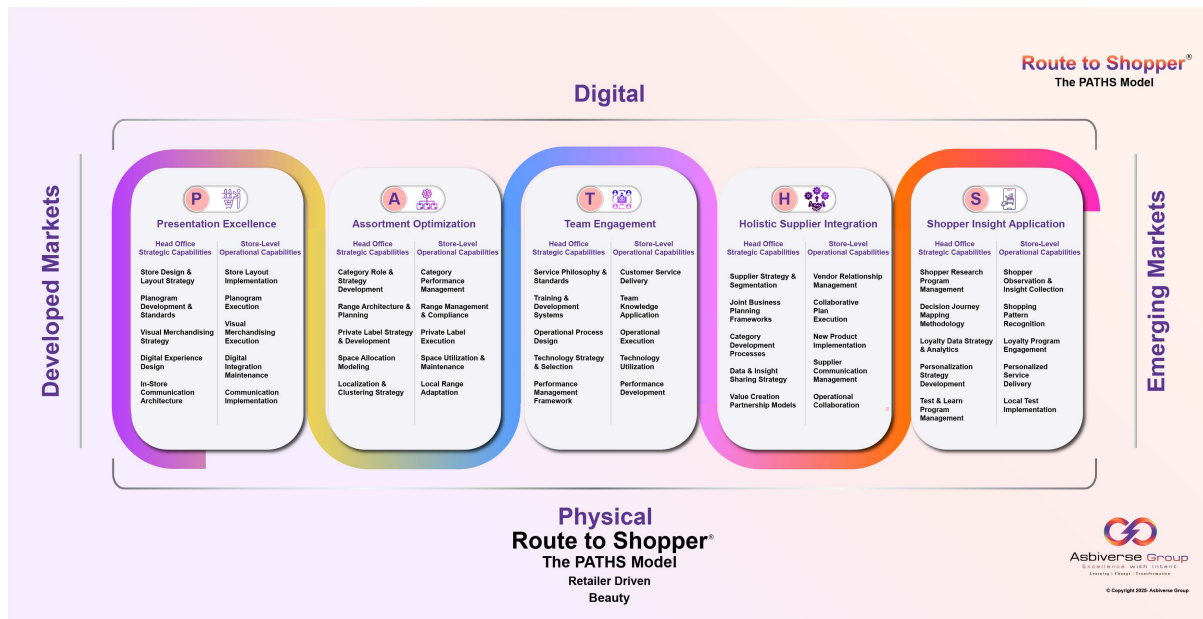 Route to Shopper®
The PATHS Model
Digital
Developed Markets
Emerging Markets
P
Presentation Excellence
Head Office
Strategic Capabilities
Store Design &
Layout Strategy
Planogram
Development &
Standards
Visual Merchandising
Strategy
Digital Experience
Design
In-Store
Communication
Architecture
Store-Level
Operational Capabilities
Store Layout
Implementation
Planogram
Execution
Visual
Merchandising
Execution
Digital
Integration
Maintenance
Communication
Implementation
A
Assortment Optimization
Head Office
Strategic Capabilities
Category Role &
Strategy
Development
Range Architecture &
Planning
Private Label Strategy
& Development
Space Allocation
Modeling
Localization &
Clustering Strategy
Store-Level
Operational Capabilities
Category
Performance
Management
Range Management
& Compliance
Private Label
Execution
Space Utilization &
Maintenance
Local Range
Adaptation
T
Team Engagement
Head Office
Strategic Capabilities
Service Philosophy &
Standards
Training &
Development
Systems
Operational Process
Design
Technology Strategy
& Selection
Performance
Management
Framework
Store-Level
Operational Capabilities
Customer Service
Delivery
Team
Knowledge
Application
Operational
Execution
Technology
Utilization
Performance
Development
H
Holistic Supplier Integration
Head Office
Strategic Capabilities
Supplier Strategy &
Segmentation
Joint Business
Planning
Frameworks
Category
Development
Processes
Data & Insight
Sharing Strategy
Value Creation
Partnership Models
Store-Level
Operational Capabilities
Vendor Relationship
Management
Collaborative
Plan
Execution
New Product
Implementation
Supplier
Communication
Management
Operational
Collaboration
S
Shopper Insight Application
Head Office
Strategic Capabilities
Shopper Research
Program
Management
Decision Journey
Mapping
Methodology
Loyalty Data Strategy
& Analytics
Personalization
Strategy
Development
Test & Learn
Program
Management
Store-Level
Operational Capabilities
Shopper
Observation &
Insight Collection
Shopping
Pattern
Recognition
Loyalty Program
Engagement
Personalized
Service
Delivery
Local Test
Implementation
Physical
Route to Shopper®
The PATHS Model
Retailer Driven
Beauty
Asbiverse Group
Excellence with Intent
Learning | Change | Transformation
© Copyright 2025- Asbiverse Group